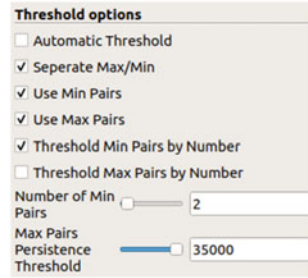 Threshold options
Automatic Threshold
Seperate Max/Min
Use Min Pairs
Use Max Pairs
Threshold Min Pairs by Number
Threshold Max Pairs by Number
Number of Min
Pairs
2
Max Pairs
Persistence
Threshold
35000